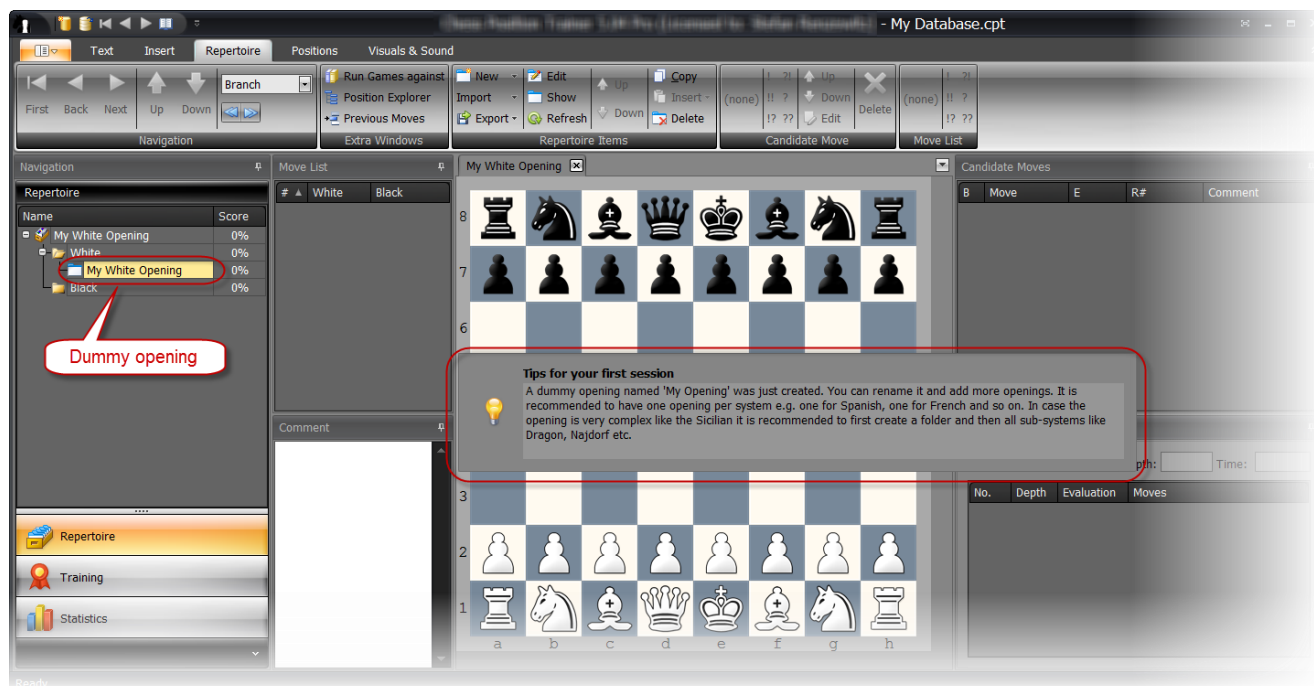 - My Database.cpt
Text Insert Repertoire Positions Visuals & Sound
First Back Next Up Down Branch
Navigation
Run Games against
Position Explorer
Previous Moves
Extra Windows
New Edit Up Copy
Import Show Insert
Export Refresh Down Delete
Repertoire Items
(none) ! ?! Up
!! ? Down Delete
!? ?? Edit
Candidate Move
(none) ! ?!
!! ?
!? ??
Move List
Navigation
Repertoire
Name Score
My White Opening 0%
White 0%
My White Opening 0%
Black 0%
Dummy opening
Repertoire
Training
Statistics
Ready
Move List
# White Black
Comment
My White Opening
8
7
6
Tips for your first session
A dummy opening named 'My Opening' was just created. You can rename it and add more openings. It is
recommended to have one opening per system e.g. one for Spanish, one for French and so on. In case the
opening is very complex like the Sicilian it is recommended to first create a folder and then all sub-systems like
Dragon, Najdorf etc.
3
2
1
a b c d e f g h
Candidate Moves
B Move E R# Comment
Time:
No. Depth Evaluation Moves